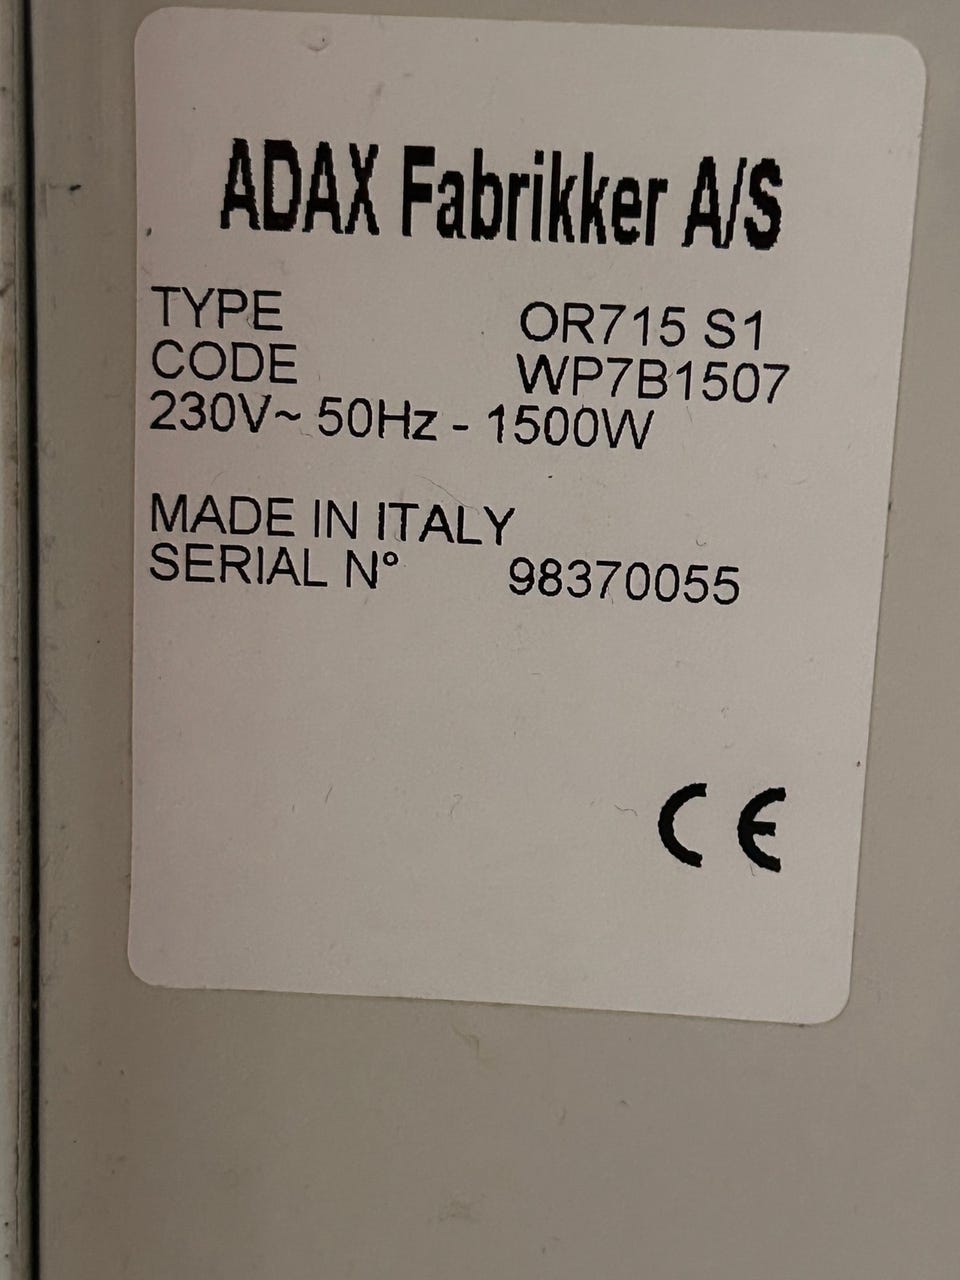 ADAX Fabrikker A/S
TYPE OR715 S1
CODE WP7B1507
230V~ 50Hz - 1500W
MADE IN ITALY
SERIAL N° 98370055
CE